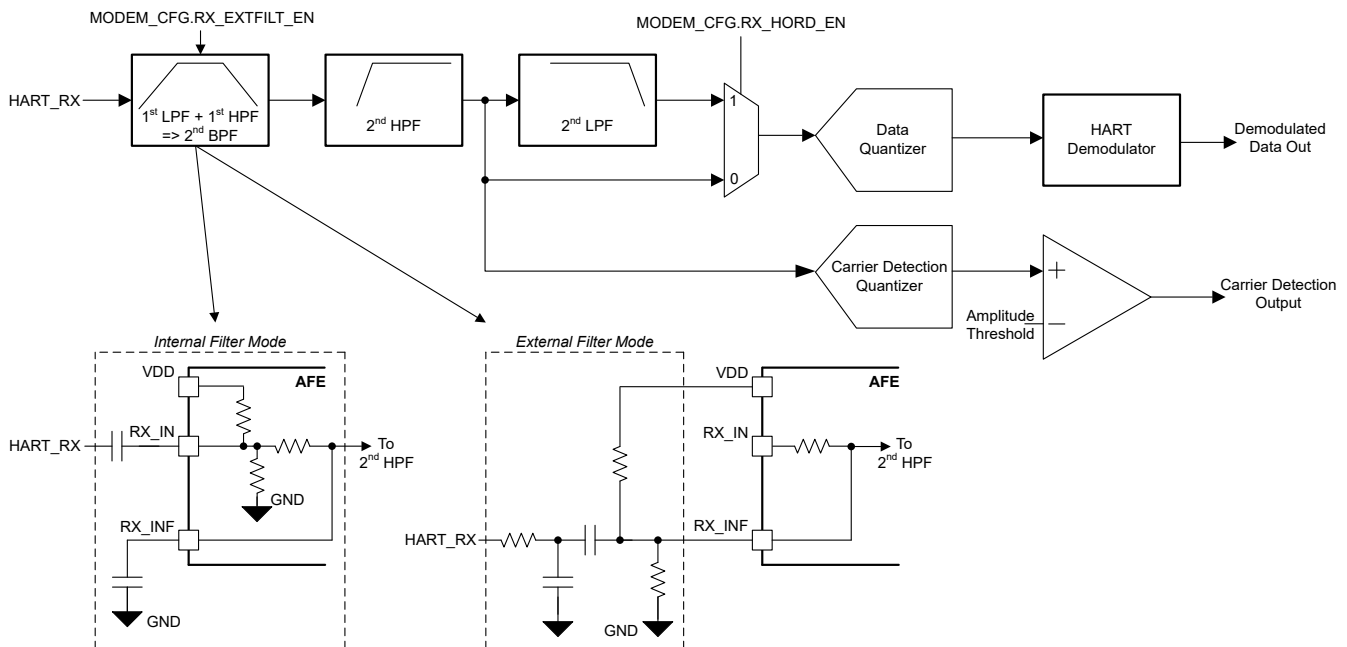 MODEM_CFG.RX_EXTFILT_EN
MODEM_CFG.RX_HORD_EN
HART_RX
1st LPF + 1st HPF
=> 2nd BPF
2nd HPF
2nd LPF
1
0
Data
Quantizer
HART
Demodulator
Demodulated
Data Out
Carrier Detection
Quantizer
+
−
Amplitude
Threshold
Carrier Detection
Output
Internal Filter Mode
VDD
AFE
HART_RX
RX_IN
To
2nd HPF
GND
RX_INF
GND
External Filter Mode
VDD
AFE
RX_IN
To
2nd HPF
HART_RX
RX_INF
GND